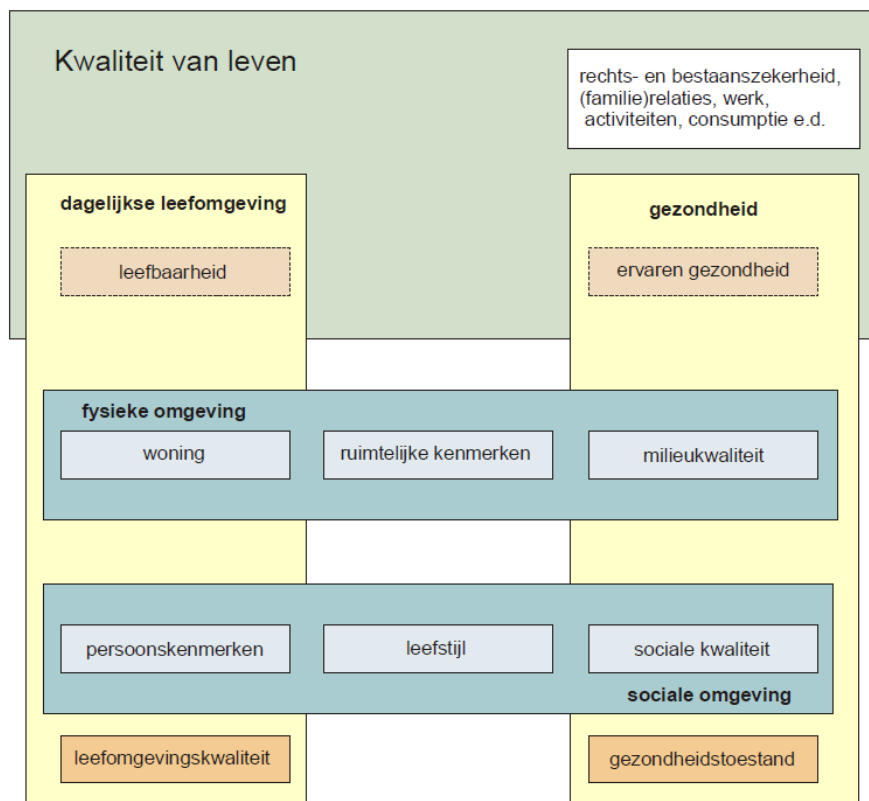 Kwaliteit van leven
rechts- en bestaanszekerheid,
(familie)relaties, werk,
activiteiten, consumptie e.d.
dagelijkse leefomgeving
gezondheid
leefbaarheid
ervaren gezondheid
fysieke omgeving
woning
ruimtelijke kenmerken
milieukwaliteit
persoonskenmerken
leefstijl
sociale kwaliteit
sociale omgeving
leefomgevingskwaliteit
gezondheidstoestand